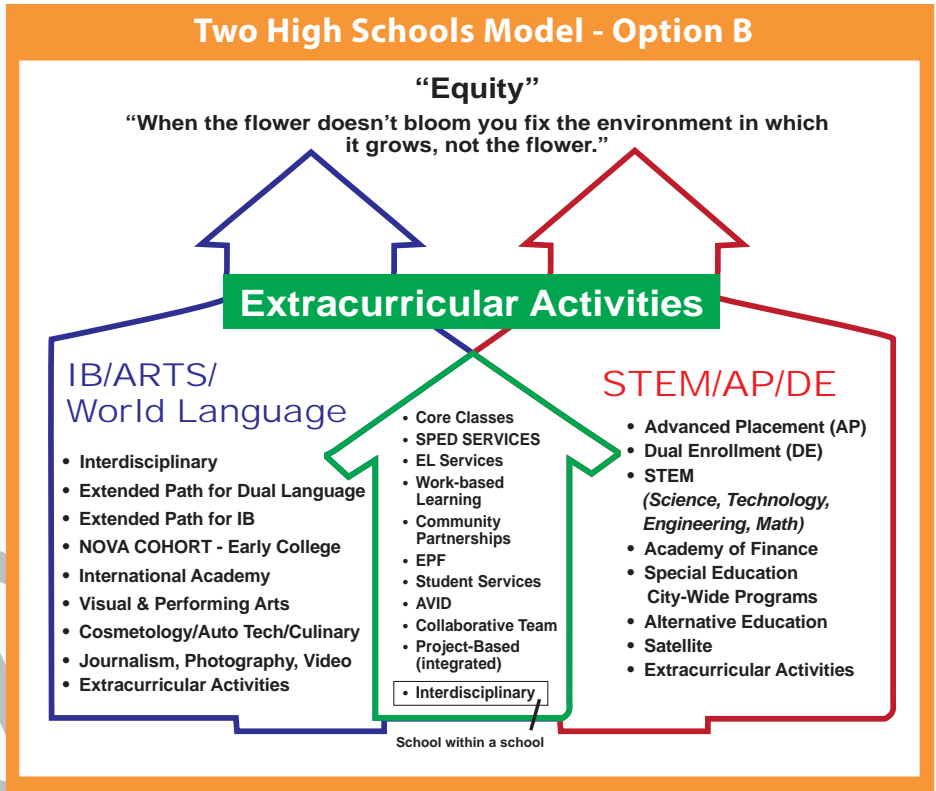 Two High Schools Model - Option B
“Equity”
“When the flower doesn’t bloom you fix the environment in which
it grows, not the flower.”
Extracurricular Activities
IB/ARTS/
World Language
• Interdisciplinary
• Extended Path for Dual Language
• Extended Path for IB
• NOVA COHORT - Early College
• International Academy
• Visual & Performing Arts
• Cosmetology/Auto Tech/Culinary
• Journalism, Photography, Video
• Extracurricular Activities
• Core Classes
• SPED SERVICES
• EL Services
• Work-based
Learning
• Community
Partnerships
• EPF
• Student Services
• AVID
• Collaborative Team
• Project-Based
(integrated)
• Interdisciplinary
School within a school
STEM/AP/DE
• Advanced Placement (AP)
• Dual Enrollment (DE)
• STEM
(Science, Technology,
Engineering, Math)
• Academy of Finance
• Special Education
City-Wide Programs
• Alternative Education
• Satellite
• Extracurricular Activities